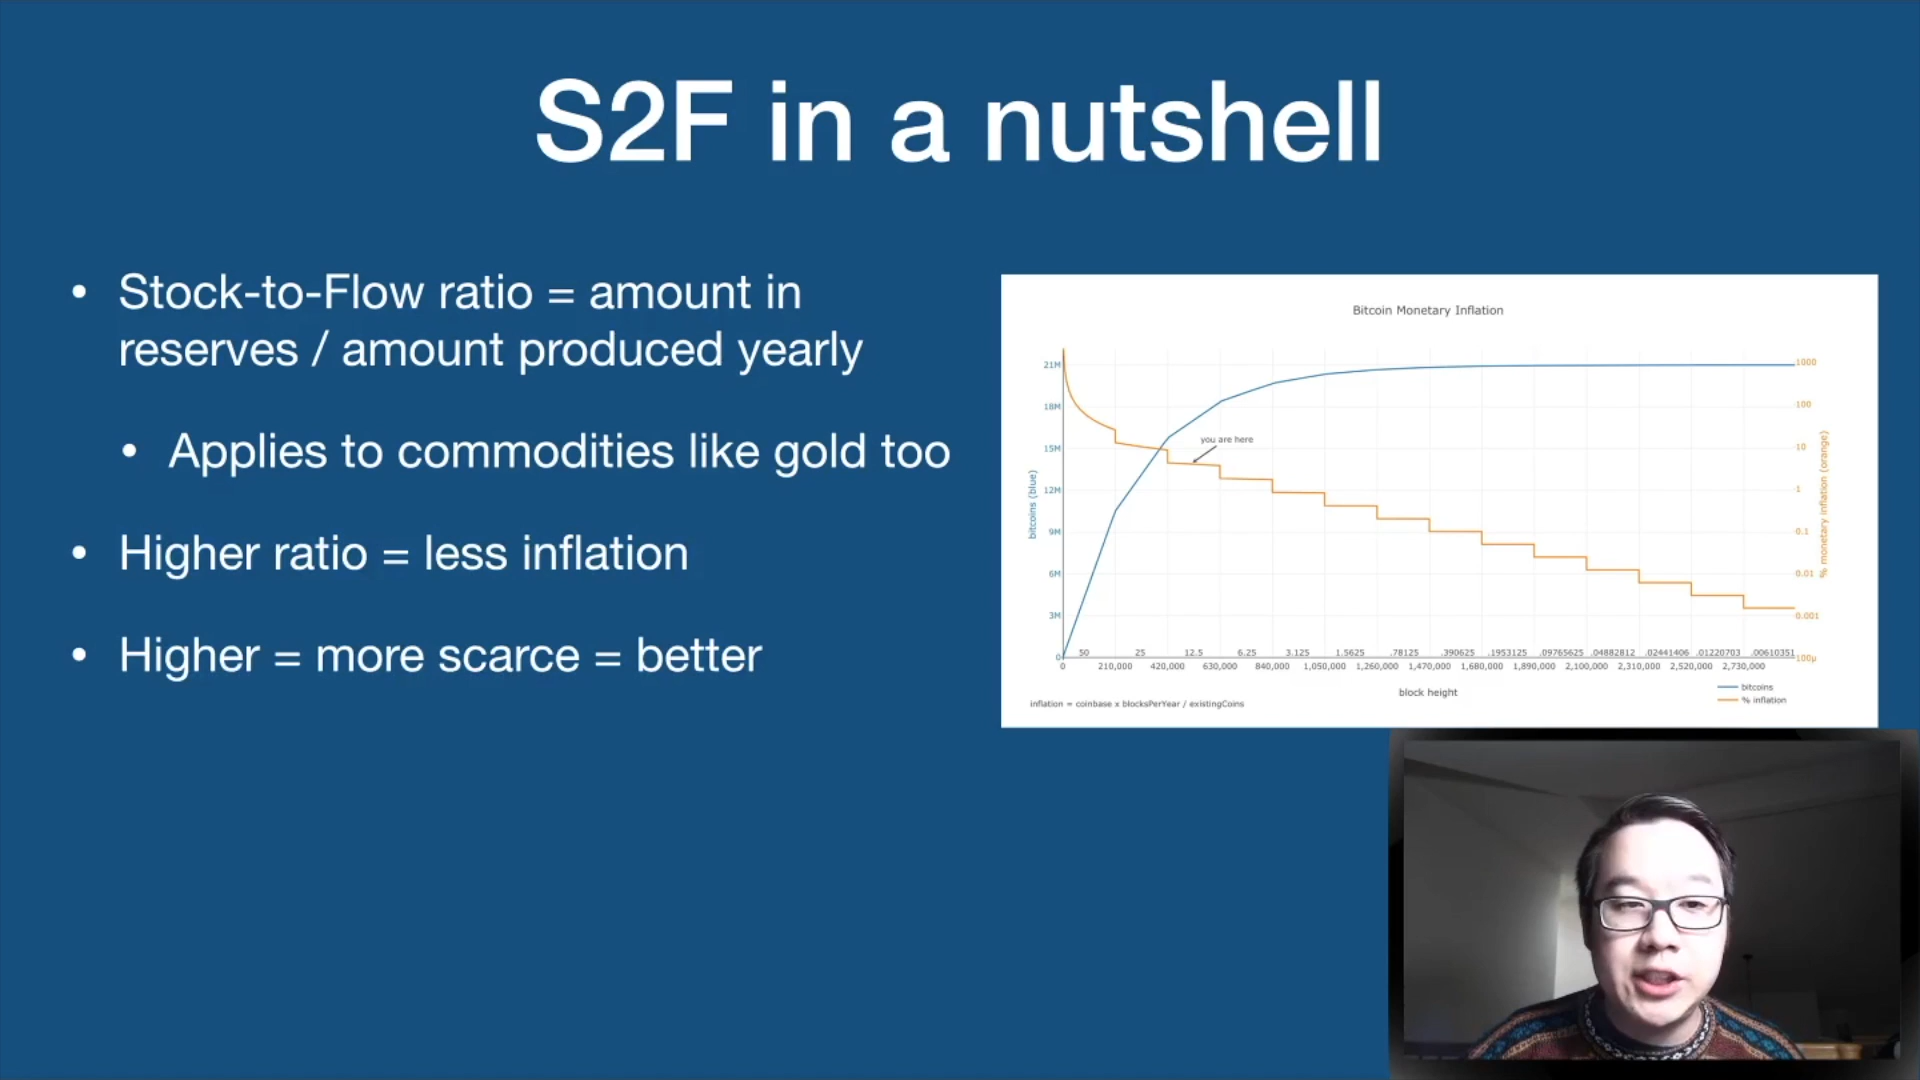 S2F in a nutshell
• Stock-to-Flow ratio = amount in
reserves / amount produced yearly
• Applies to commodities like gold too
• Higher ratio = less inflation
• Higher = more scarce = better
Bitcoin Monetary Inflation
bitcoins (blue)
21M
18M
15M
12M
9M
6M
3M
0
you are here
1000
100
10
1
0.1
0.01
0.001
100µ
% monetary inflation (orange)
50 25 12.5 6.25 3.125 1.5625 .78125 .390625 .1953125 .09765625 .04882812 .02441406 .01220703 .00610351
0 210,000 420,000 630,000 840,000 1,050,000 1,260,000 1,470,000 1,680,000 1,890,000 2,100,000 2,310,000 2,520,000 2,730,000
block height
bitcoins
% inflation
inflation = coinbase x blocksPerYear / existingCoins